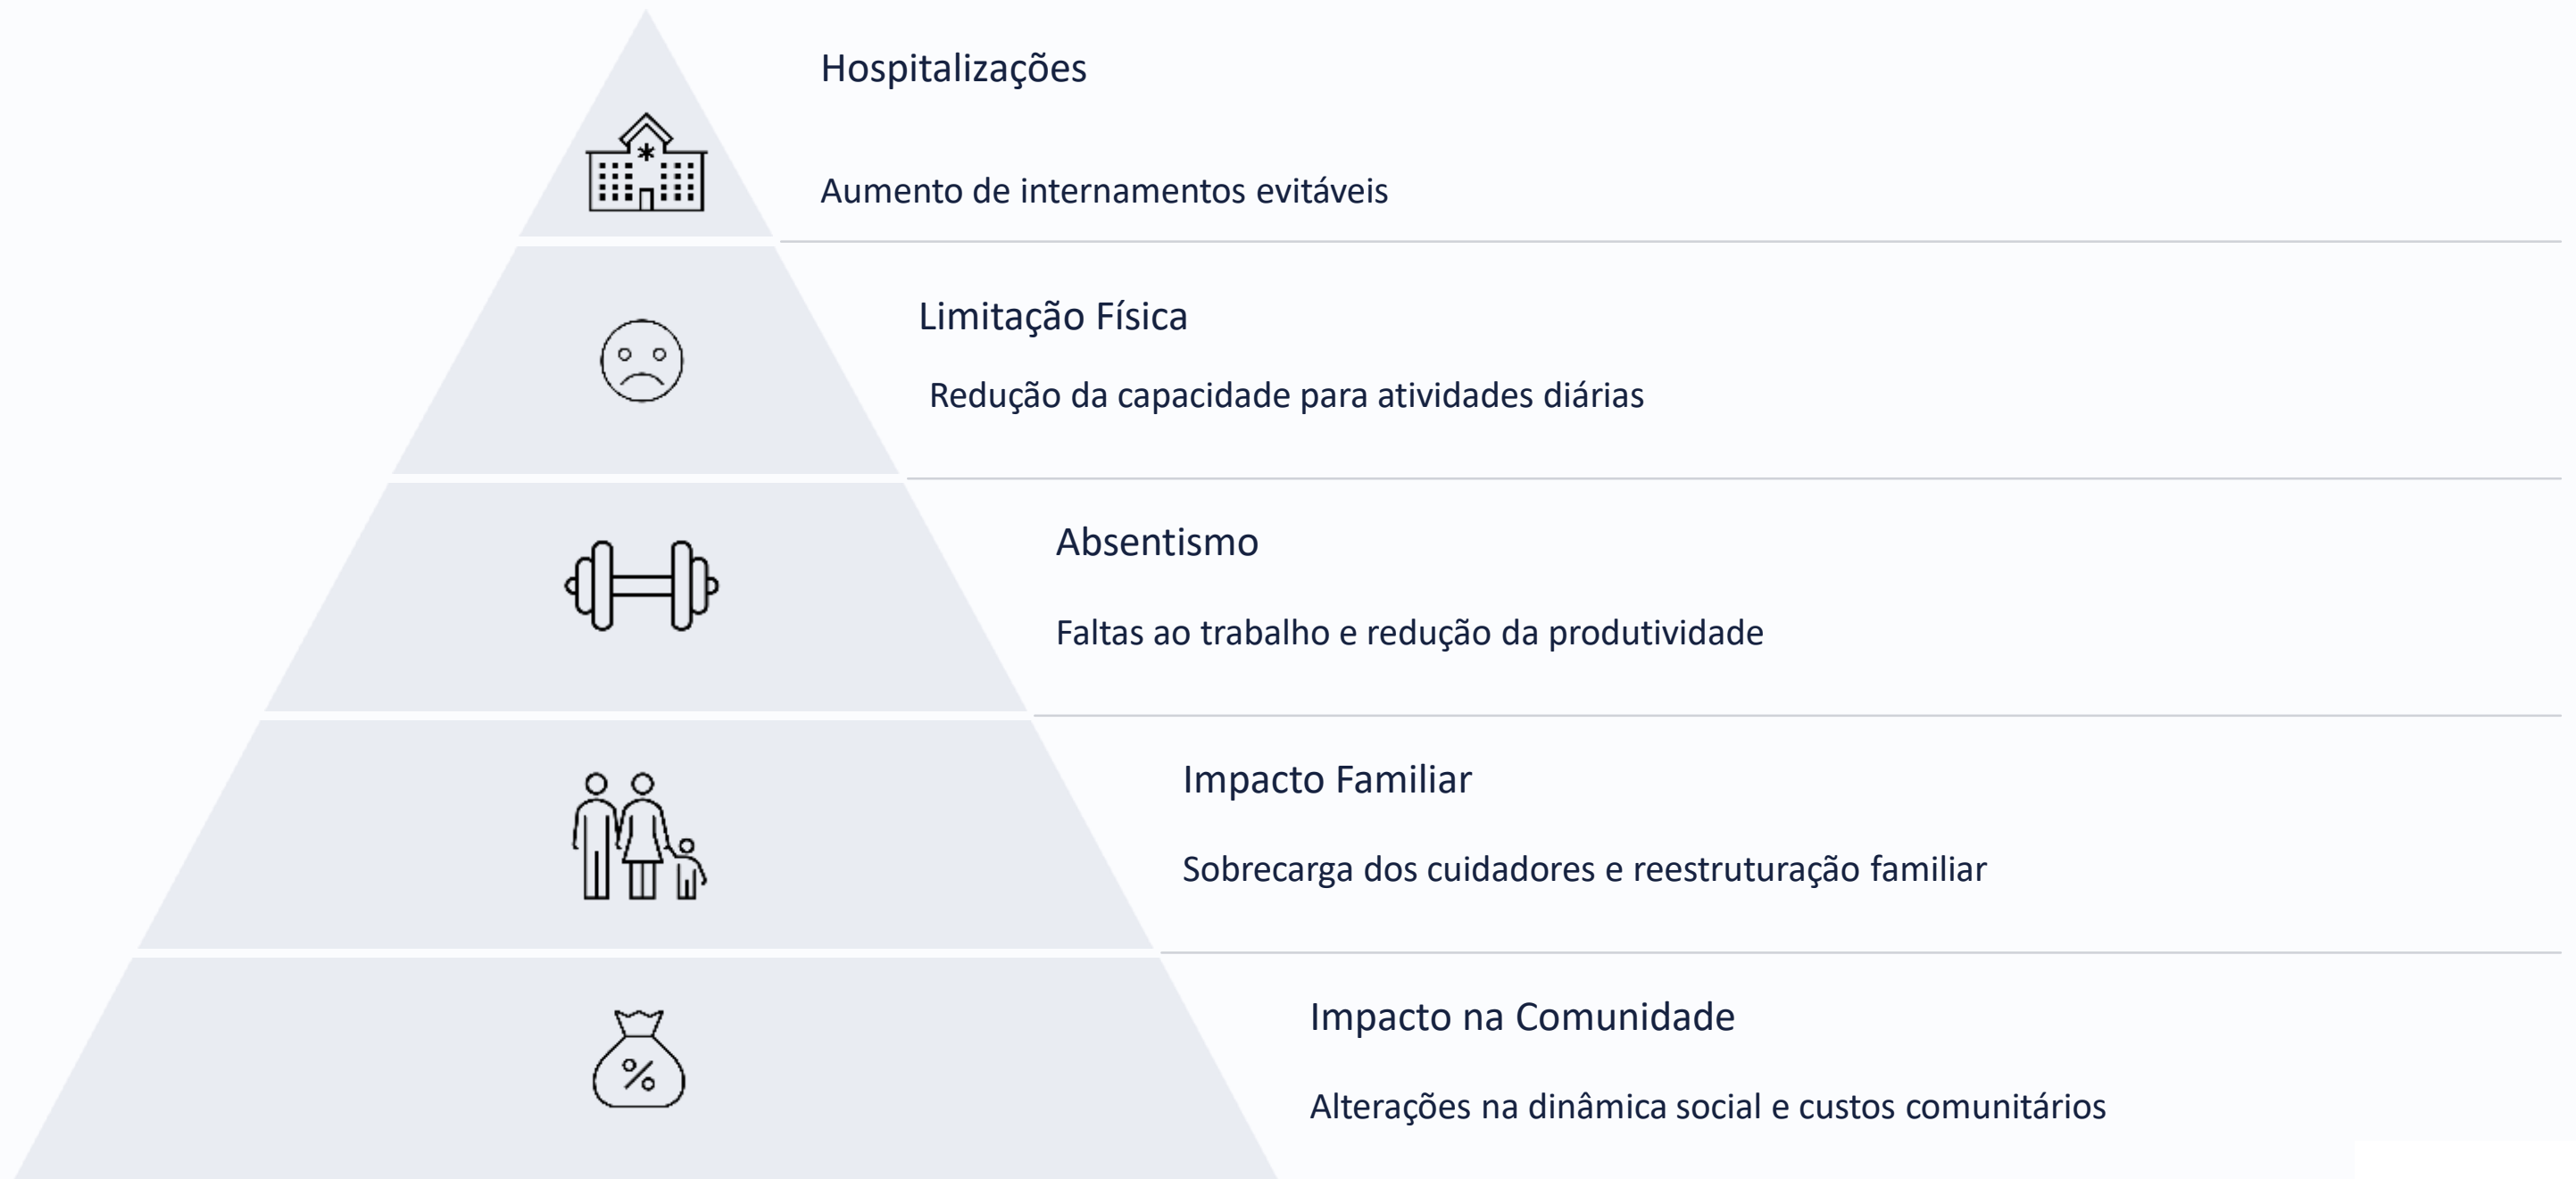 Hospitalizações
Aumento de internamentos evitáveis
Limitação Física
Redução da capacidade para atividades diárias
Absentismo
Faltas ao trabalho e redução da produtividade
Impacto Familiar
Sobrecarga dos cuidadores e reestruturação familiar
Impacto na Comunidade
%
Alterações na dinâmica social e custos comunitários